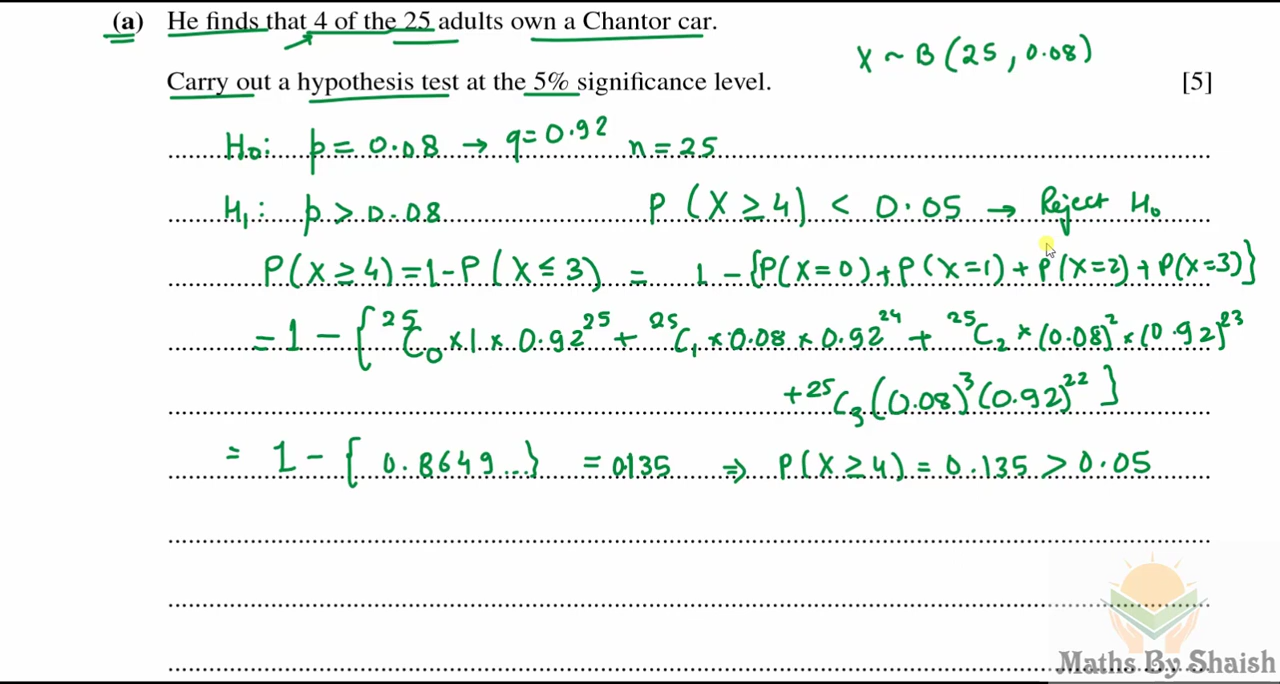 (a) He finds that 4 of the 25 adults own a Chantor car.
X ~ B (25, 0.08)
Carry out a hypothesis test at the 5% significance level. [5]
H₀: p = 0.08 → q = 0.92 n = 25
H₁: p > 0.08 P (X ≥ 4) < 0.05 → Reject H₀
P(X ≥ 4) = 1 - P(X ≤ 3) = 1 - {P(X=0) + P(X=1) + P(X=2) + P(X=3)}
= 1 - { ²⁵C₀ × 1 × 0.92²⁵ + ²⁵C₁ × 0.08 × 0.92²⁴ + ²⁵C₂ × (0.08)² × (0.92)²³
+ ²⁵C₃ (0.08)³ (0.92)²² }
= 1 - { 0.8649... } = 0.135 ⇒ P(X ≥ 4) = 0.135 > 0.05
Maths By Shaish